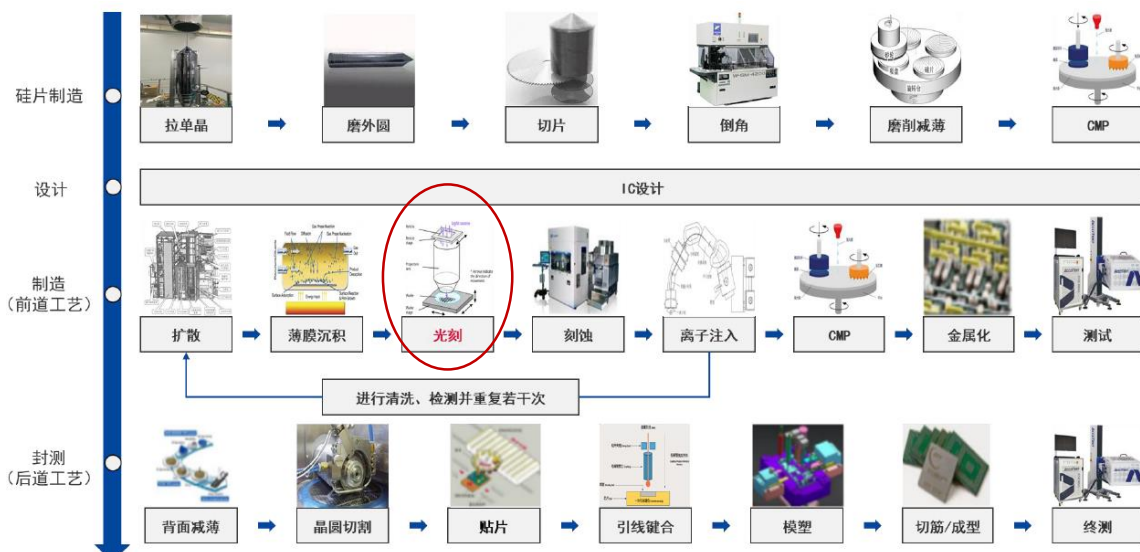 硅片制造
拉单晶
磨外圆
切片
倒角
磨削减薄
CMP
设计
IC设计
制造
（前道工艺）
扩散
薄膜沉积
光刻
刻蚀
离子注入
CMP
金属化
测试
进行清洗、检测并重复若干次
封测
（后道工艺）
背面减薄
晶圆切割
贴片
引线键合
模塑
切筋/成型
终测